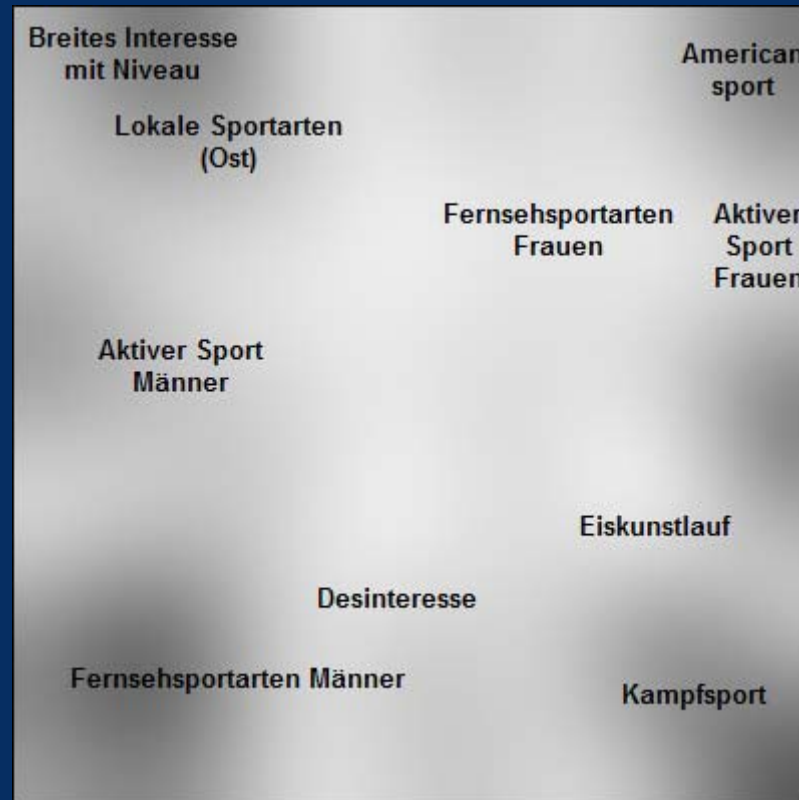 Breites Interesse
mit Niveau
American
sport
Lokale Sportarten
(Ost)
Fernsehsportarten
Frauen
Aktiver
Sport
Frauen
Aktiver Sport
Männer
Eiskunstlauf
Desinteresse
Fernsehsportarten Männer
Kampfsport